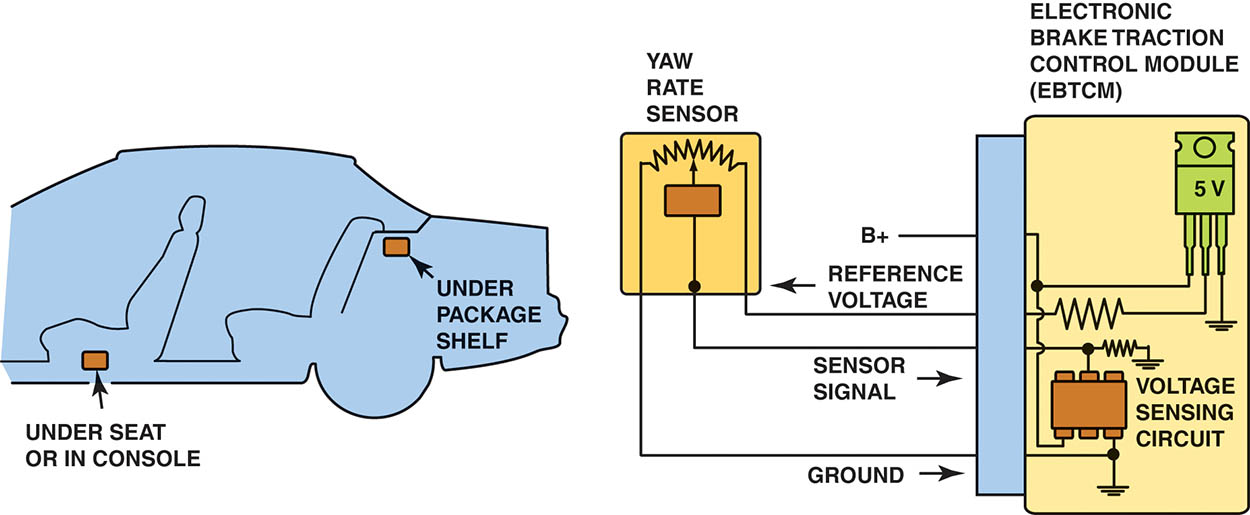 UNDER SEAT
OR IN CONSOLE
UNDER
PACKAGE
SHELF
YAW
RATE
SENSOR
B+
REFERENCE
VOLTAGE
SENSOR
SIGNAL
GROUND
ELECTRONIC
BRAKE TRACTION
CONTROL MODULE
(EBTCM)
5 V
VOLTAGE
SENSING
CIRCUIT